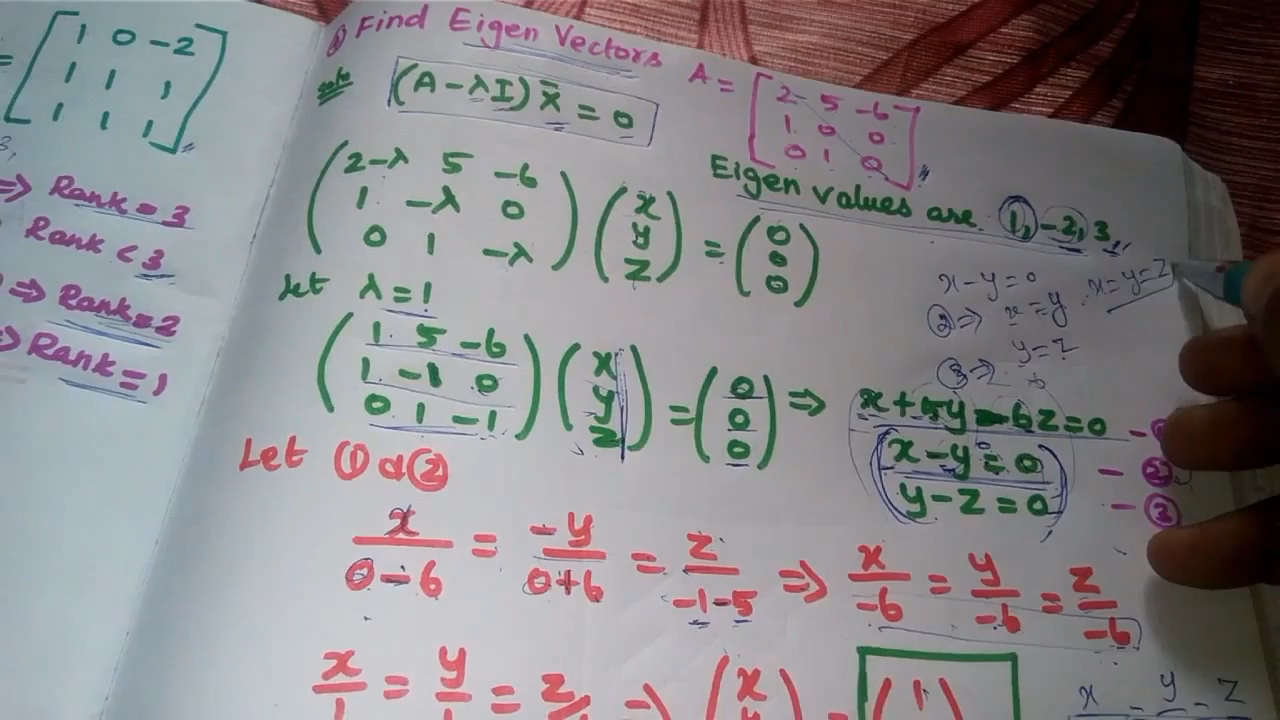 = [1 0 -2
1 1 1
1 1 1]
3,
=> Rank = 3
Rank < 3
=> Rank = 2
=> Rank = 1
Find Eigen Vectors A = [2 5 -6
1 0 0
0 1 0]
Soln (A-λI) X̄ = 0
Eigen values are 1, -2, 3
(2-λ 5 -6
1 -λ 0
0 1 -λ) (x
y
z) = (0
0
0)
Let λ = 1
x-y=0
② => x=y
③ => y=z
x=y=z
(1 5 -6
1 -1 0
0 1 -1) (x
y
z) = (0
0
0) => x+5y-6z=0 -
x-y=0 - ②
y-z=0 - ③
Let ① & ②
x/0-6 = -y/0+6 = z/-1-5 => x/-6 = y/-6 = z/-6
x/1 = y/1 = z/ => (x
= (1
x = y = z